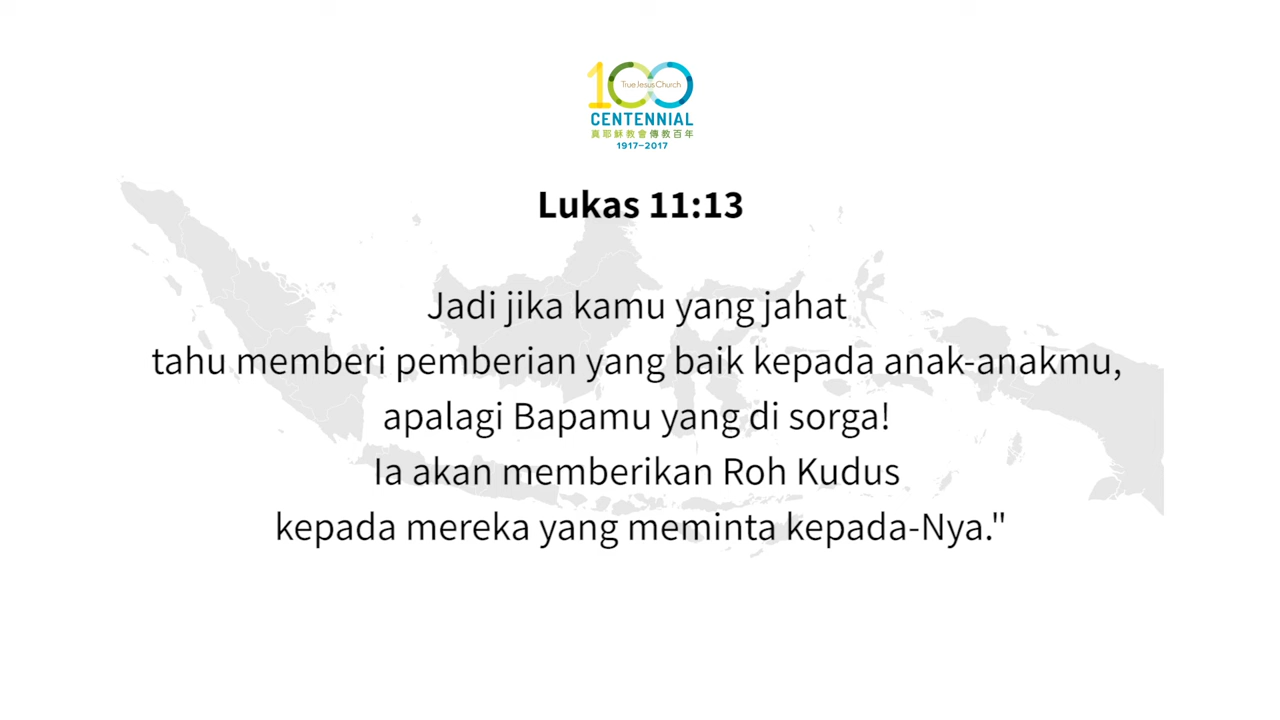 100
True Jesus Church
CENTENNIAL
真耶穌教會傳教百年
1917-2017
Lukas 11:13
Jadi jika kamu yang jahat
tahu memberi pemberian yang baik kepada anak-anakmu,
apalagi Bapamu yang di sorga!
Ia akan memberikan Roh Kudus
kepada mereka yang meminta kepada-Nya."